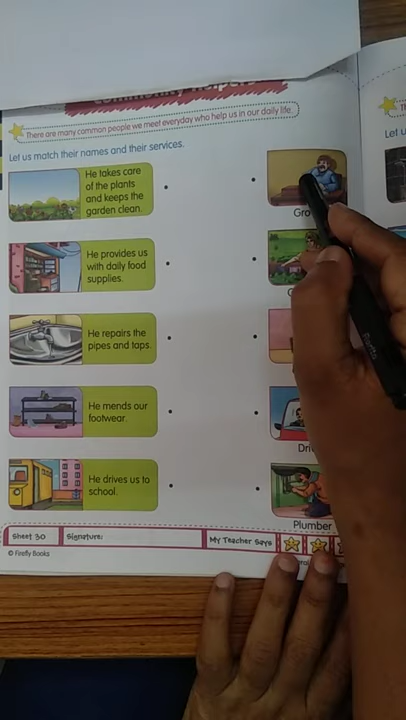 Community Helpers
There are many common people we meet everyday who help us in our daily life.
Let us match their names and their services.
He takes care
of the plants
and keeps the
garden clean.
He provides us
with daily food
supplies.
He repairs the
pipes and taps.
He mends our
footwear.
He drives us to
school.
Gro
Dri
Plumber
Sheet 30
Signature:
My Teacher Says
© Firefly Books
Let u